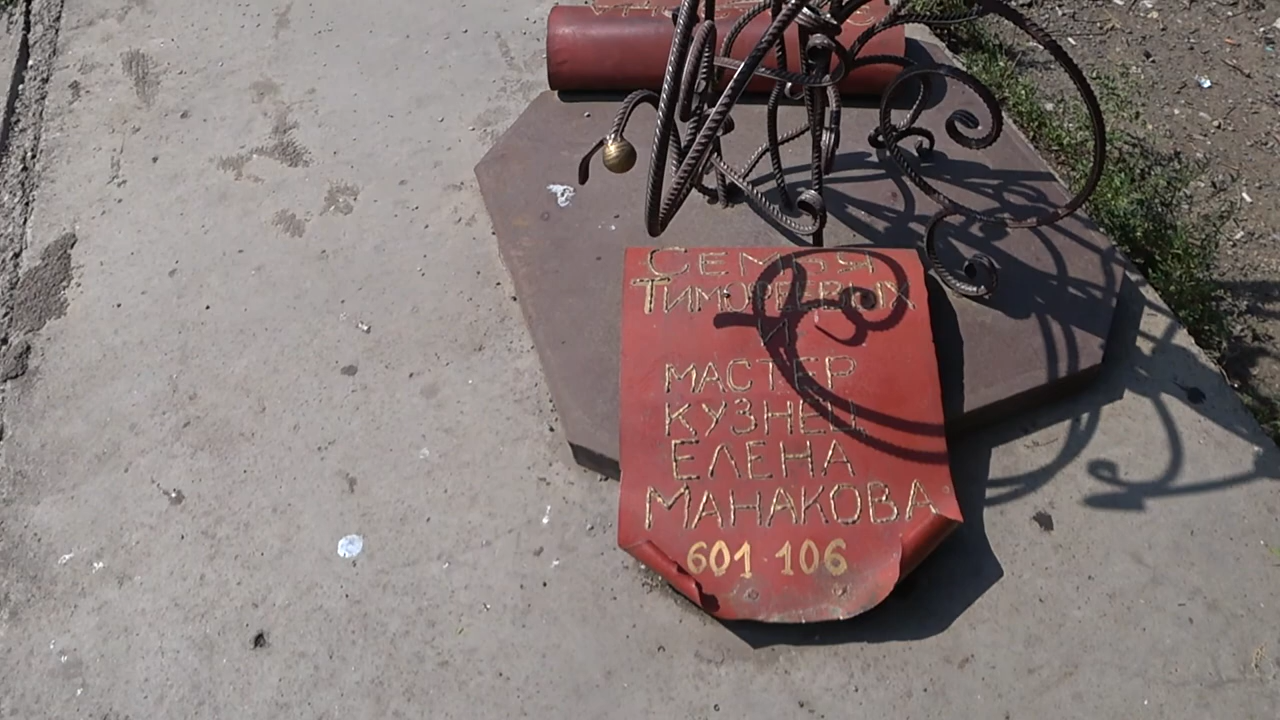 СЕМЬЯ
ТИМОФЕЕВЫХ
И
МАСТЕР
КУЗНЕЦ
ЕЛЕНА
МАНАКОВА
601 106